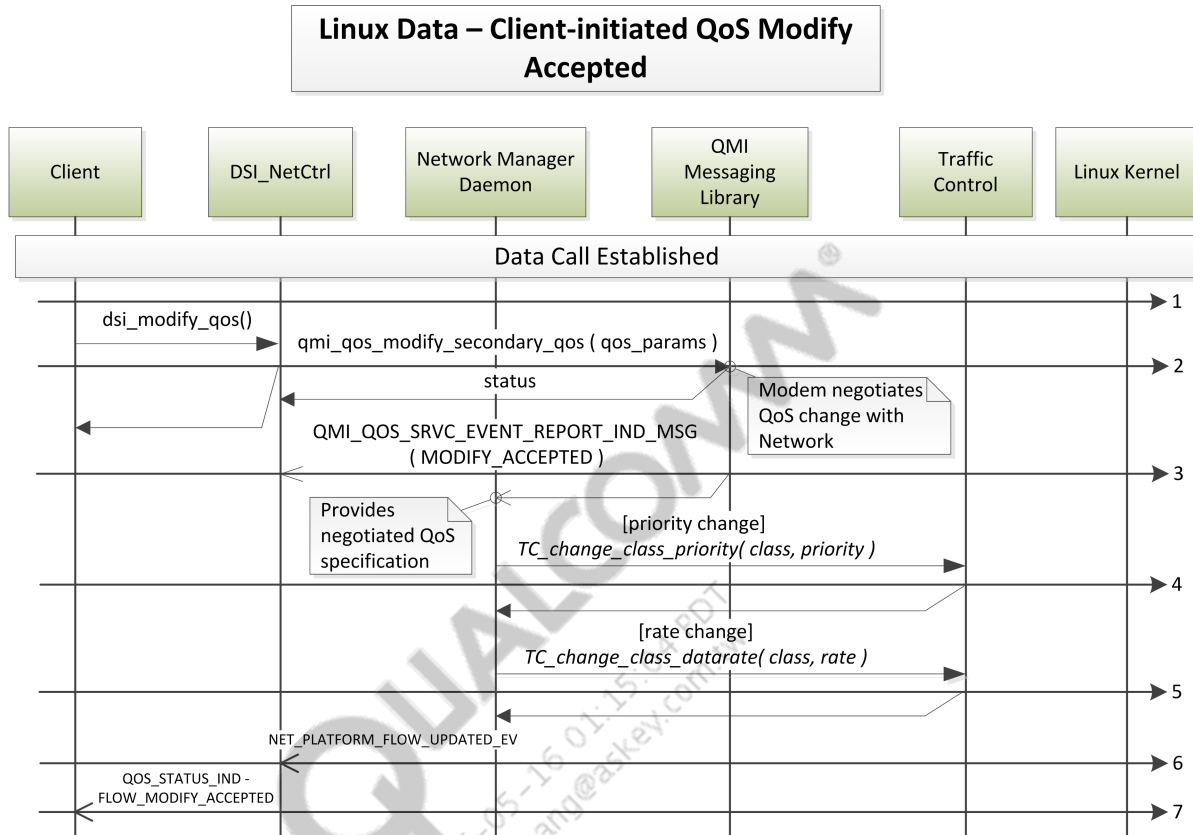 Linux Data – Client-initiated QoS Modify
Accepted
Client
DSI_NetCtrl
Network Manager
Daemon
QMI
Messaging
Library
Traffic
Control
Linux Kernel
Data Call Established
1
dsi_modify_qos()
qmi_qos_modify_secondary_qos ( qos_params )
2
status
Modem negotiates
QoS change with
Network
QMI_QOS_SRVC_EVENT_REPORT_IND_MSG
( MODIFY_ACCEPTED )
3
Provides
negotiated QoS
specification
[priority change]
TC_change_class_priority( class, priority )
4
[rate change]
TC_change_class_datarate( class, rate )
5
NET_PLATFORM_FLOW_UPDATED_EV
6
QOS_STATUS_IND -
FLOW_MODIFY_ACCEPTED
7
QUALCOMM